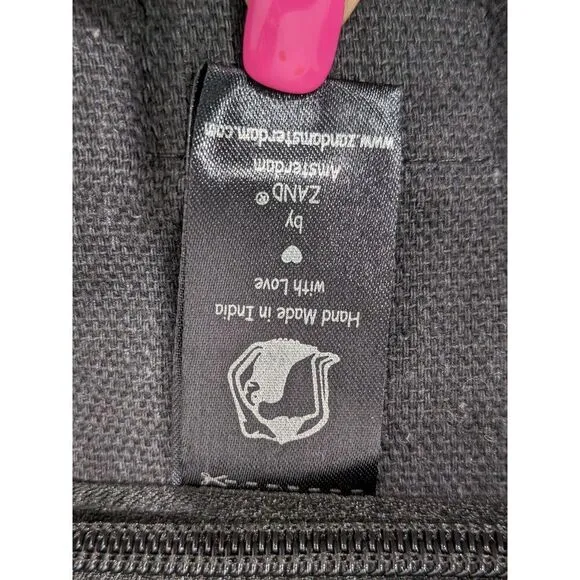 Hand Made in India
with Love
♥
by
ZAND®
Amsterdam
www.zandamsterdam.com